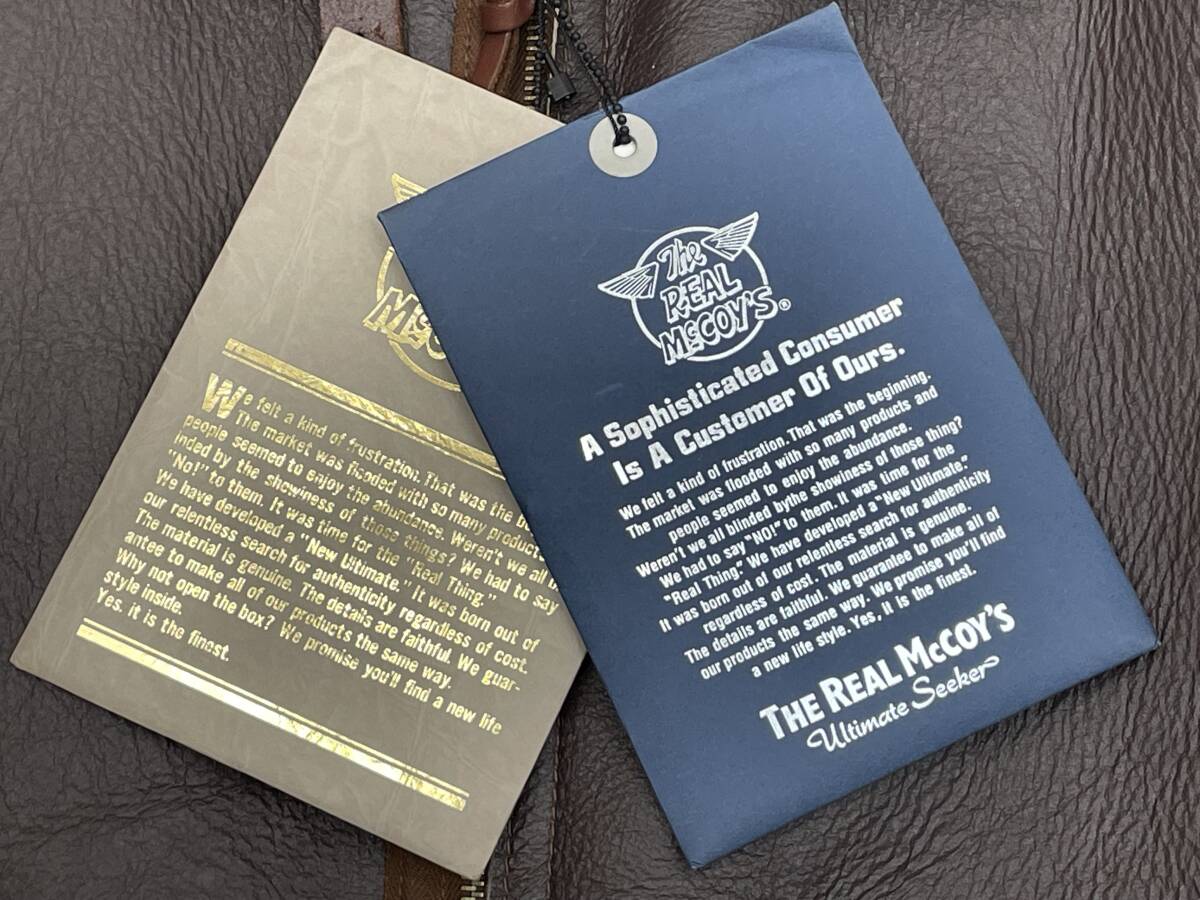 McCo
We felt a kind of frustration. That was the b
The market was flooded with so many product
people seemed to enjoy the abundance. Weren't we all
inded by the showiness of those things? We had to say
"No!" to them. It was time for the "Real Thing."
We have developed a "New Ultimate." It was born out of
our relentless search for authenticity regardless of cost.
The material is genuine. The details are faithful. We guar-
antee to make all of our products the same way.
Why not open the box? We promise you'll find a new life
style inside.
Yes, it is the finest.
The
REAL
McCOY'S®
A Sophisticated Consumer
Is A Customer Of Ours.
We felt a kind of frustration. That was the beginning.
The market was flooded with so many products and
people seemed to enjoy the abundance.
Weren't we all blinded bythe showiness of those thing?
We had to say "NO!" to them. It was time for the
"Real Thing." We have developed a "New Ultimate."
It was born out of our relentless search for authenticity
regardless of cost. The material is genuine.
The details are faithful. We guarantee to make all of
our products the same way. We promise you'll find
a new life style. Yes, it is the finest.
THE REAL McCOY'S
Ultimate Seeker